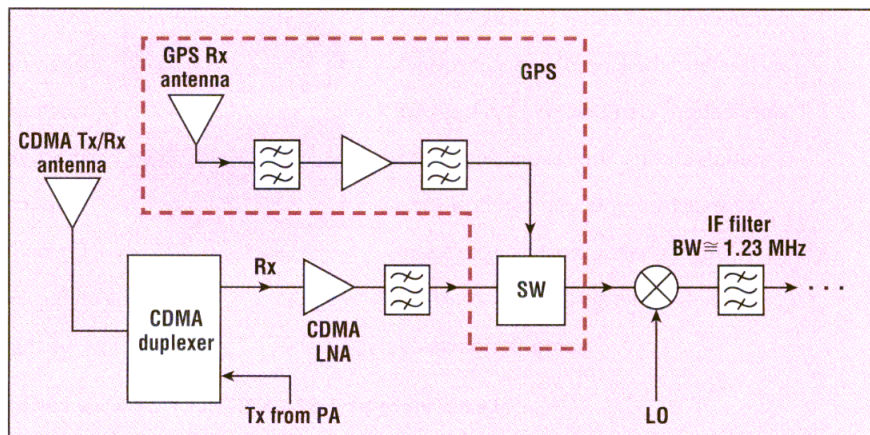 GPS Rx
antenna
GPS
CDMA Tx/Rx
antenna
IF filter
BW≅1.23 MHz
Rx
SW
CDMA
duplexer
CDMA
LNA
Tx from PA
LO